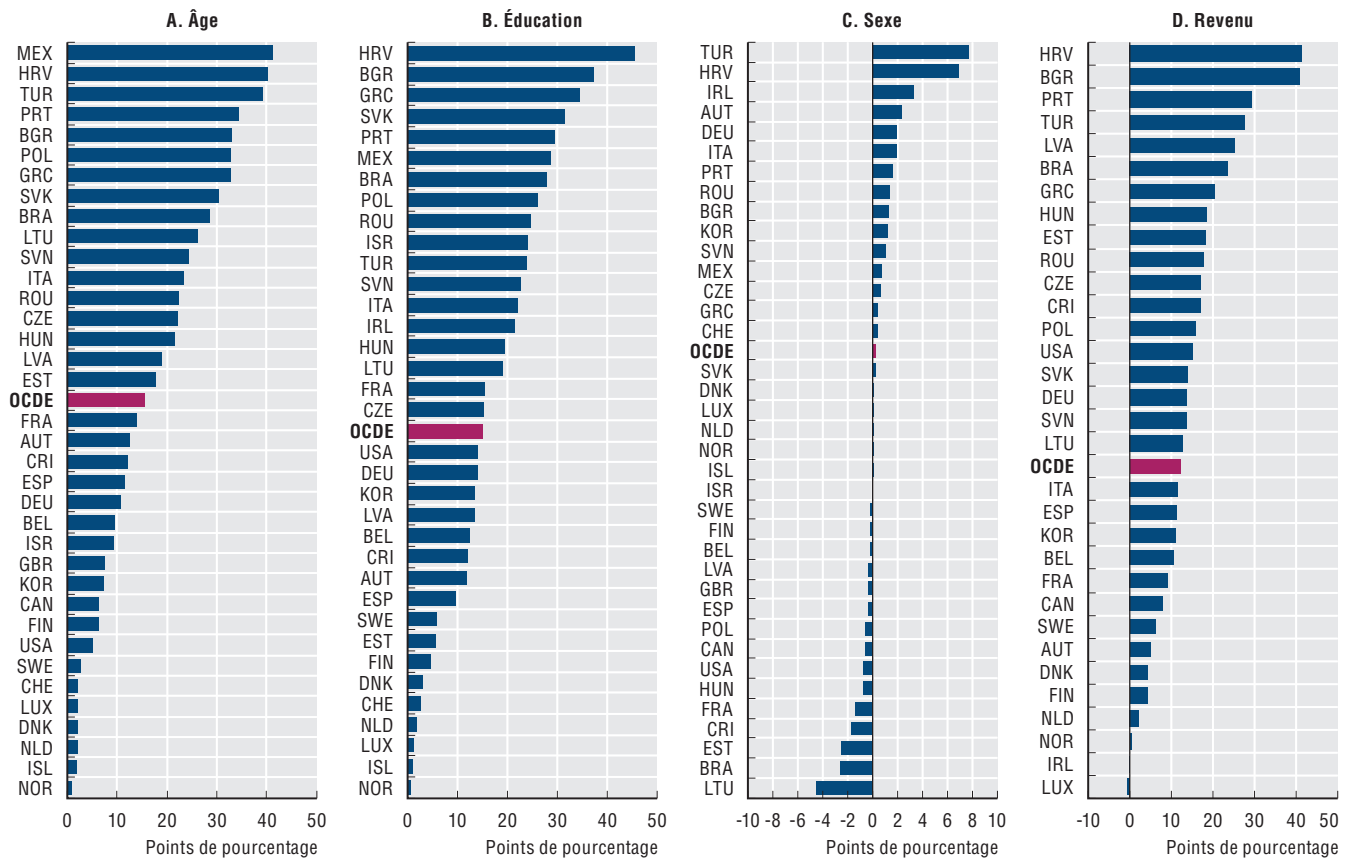 A. Âge
MEX
HRV
TUR
PRT
BGR
POL
GRC
SVK
BRA
LTU
SVN
ITA
ROU
CZE
HUN
LVA
EST
OCDE
FRA
AUT
CRI
ESP
DEU
BEL
ISR
GBR
KOR
CAN
FIN
USA
SWE
CHE
LUX
DNK
NLD
ISL
NOR
0 10 20 30 40 50
Points de pourcentage
B. Éducation
HRV
BGR
GRC
SVK
PRT
MEX
BRA
POL
ROU
ISR
TUR
SVN
ITA
IRL
HUN
LTU
FRA
CZE
OCDE
USA
DEU
KOR
LVA
BEL
CRI
AUT
ESP
SWE
EST
FIN
DNK
CHE
NLD
LUX
ISL
NOR
0 10 20 30 40 50
Points de pourcentage
C. Sexe
TUR
HRV
IRL
AUT
DEU
ITA
PRT
ROU
BGR
KOR
SVN
MEX
CZE
GRC
CHE
OCDE
SVK
DNK
LUX
NLD
NOR
ISL
ISR
SWE
FIN
BEL
LVA
GBR
ESP
POL
CAN
USA
HUN
FRA
CRI
EST
BRA
LTU
-10 -8 -6 -4 -2 0 2 4 6 8 10
Points de pourcentage
D. Revenu
HRV
BGR
PRT
TUR
LVA
BRA
GRC
HUN
EST
ROU
CZE
CRI
POL
USA
SVK
DEU
SVN
LTU
OCDE
ITA
ESP
KOR
BEL
FRA
CAN
SWE
AUT
DNK
FIN
NLD
NOR
IRL
LUX
-10 0 10 20 30 40 50
Points de pourcentage